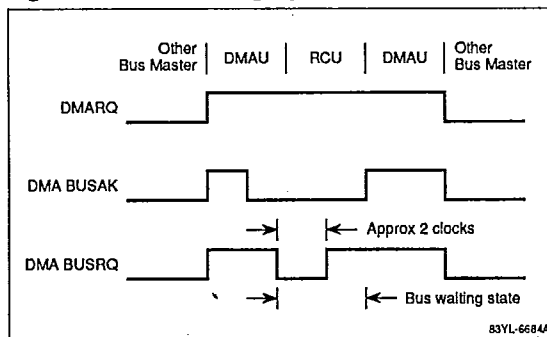 Other
Bus Master
DMAU
RCU
DMAU
Other
Bus Master
DMARQ
DMA BUSAK
Approx 2 clocks
DMA BUSRQ
Bus waiting state
83YL-6684A